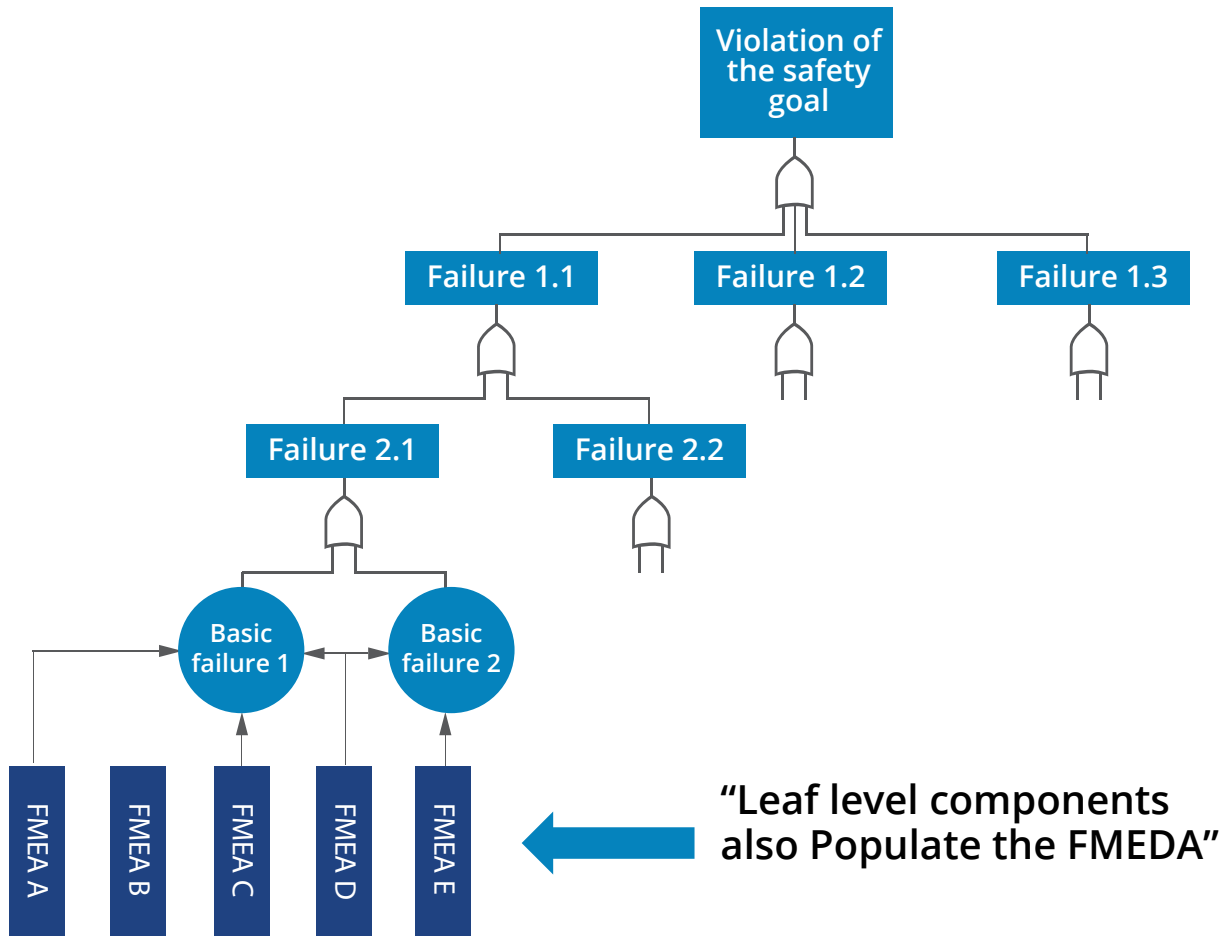 Violation of
the safety
goal
Failure 1.1
Failure 1.2
Failure 1.3
Failure 2.1
Failure 2.2
Basic
failure 1
Basic
failure 2
FMEA A
FMEA B
FMEA C
FMEA D
FMEA E
“Leaf level components
also Populate the FMEDA”